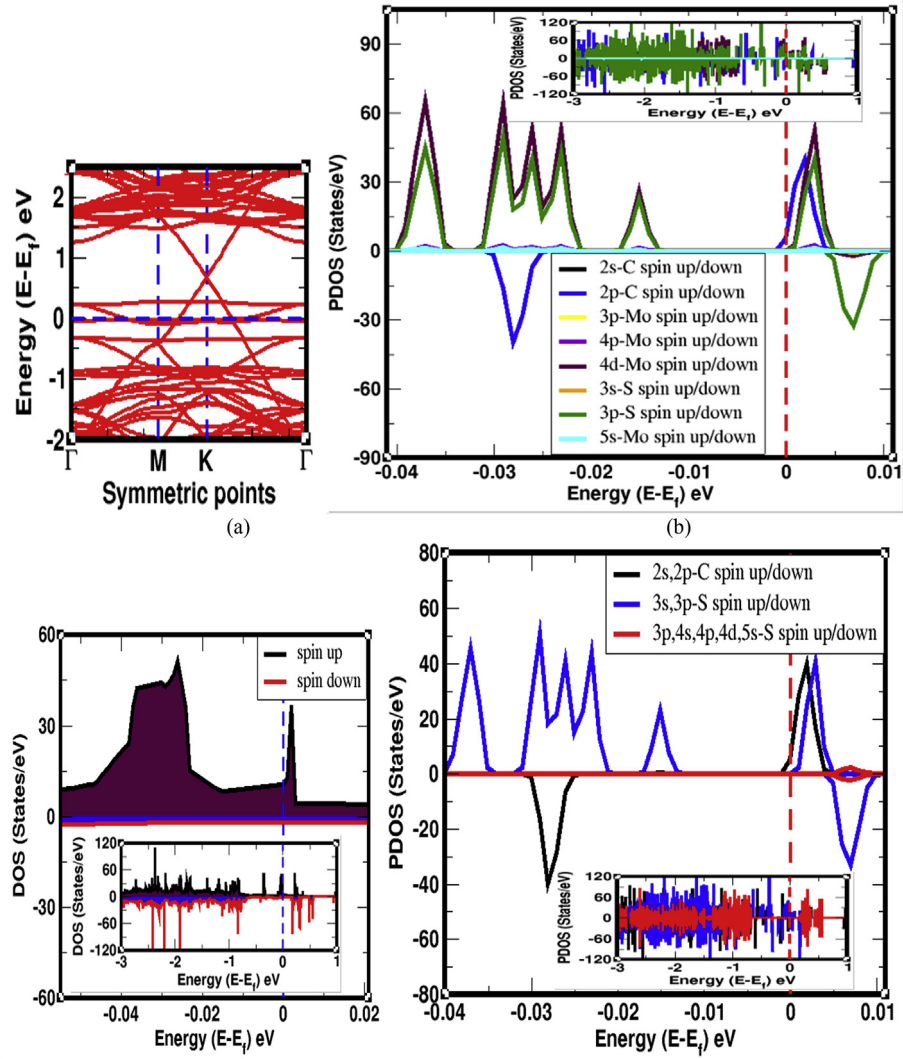 105
90
60
30
0
-30
-60
-90
PDOS (States/eV)
120
60
0
-60
-120
PDOS (States/eV)
-3
-2
-1
0
1
Energy (E-Ef) eV
2s-C spin up/down
2p-C spin up/down
3p-Mo spin up/down
4p-Mo spin up/down
4d-Mo spin up/down
3s-S spin up/down
3p-S spin up/down
5s-Mo spin up/down
-0.04
-0.03
-0.02
-0.01
0
0.01
Energy (E-Ef) eV
2
1
0
-1
-2
Energy (E-Ef) eV
Γ
M
K
Γ
Symmetric points
(a)
(b)
60
30
0
-30
-60
DOS (States/eV)
spin up
spin down
120
60
0
-60
-120
DOS (States/eV)
-3
-2
-1
0
1
Energy (E-Ef) eV
-0.04
-0.02
0
0.02
Energy (E-Ef) eV
80
60
40
20
0
-20
-40
-60
-80
PDOS (States/eV)
2s,2p-C spin up/down
3s,3p-S spin up/down
3p,4s,4p,4d,5s-S spin up/down
120
60
0
-60
-120
PDOS (States/eV)
-3
-2
-1
0
1
Energy (E-Ef) eV
-0.04
-0.03
-0.02
-0.01
0
0.01
Energy (E-Ef) eV